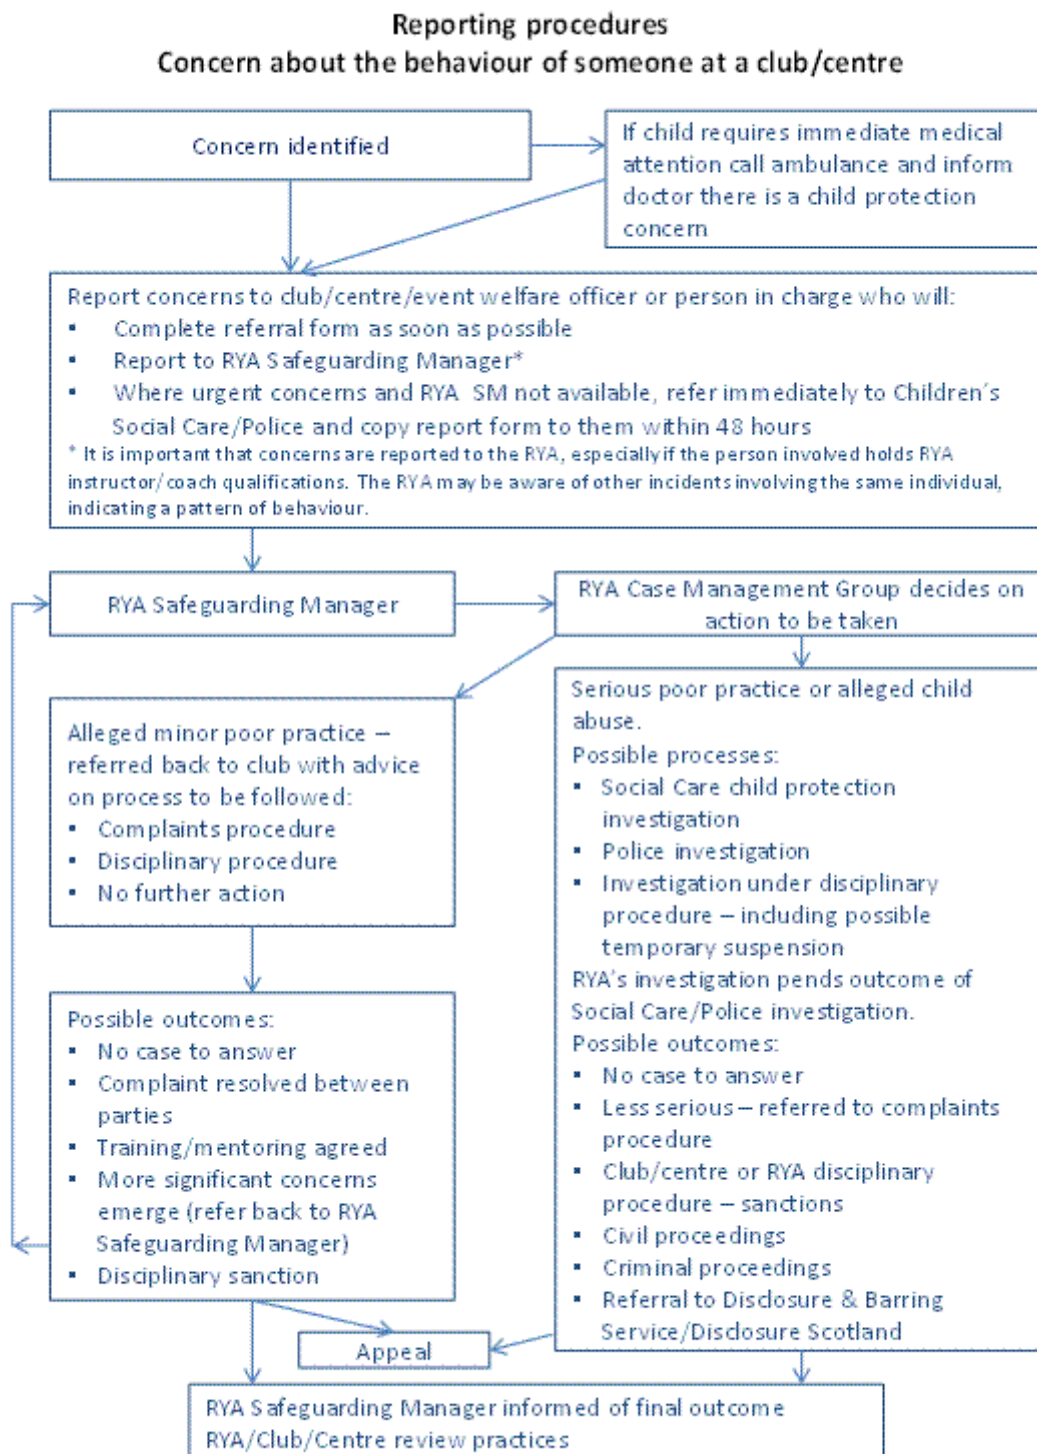 Reporting procedures
Concern about the behaviour of someone at a club/centre
Concern identified
If child requires immediate medical
attention call ambulance and inform
doctor there is a child protection
concern
Report concerns to club/centre/event welfare officer or person in charge who will:
▪ Complete referral form as soon as possible
▪ Report to RYA Safeguarding Manager*
▪ Where urgent concerns and RYA SM not available, refer immediately to Children's
Social Care/Police and copy report form to them within 48 hours
* It is important that concerns are reported to the RYA, especially if the person involved holds RYA
instructor/coach qualifications. The RYA may be aware of other incidents involving the same individual,
indicating a pattern of behaviour.
RYA Safeguarding Manager
RYA Case Management Group decides on
action to be taken
Alleged minor poor practice –
referred back to club with advice
on process to be followed:
▪ Complaints procedure
▪ Disciplinary procedure
▪ No further action
Serious poor practice or alleged child
abuse.
Possible processes:
▪ Social Care child protection
investigation
▪ Police investigation
▪ Investigation under disciplinary
procedure – including possible
temporary suspension
RYA's investigation pends outcome of
Social Care/Police investigation.
Possible outcomes:
▪ No case to answer
▪ Less serious – referred to complaints
procedure
▪ Club/centre or RYA disciplinary
procedure – sanctions
▪ Civil proceedings
▪ Criminal proceedings
▪ Referral to Disclosure & Barring
Service/Disclosure Scotland
Possible outcomes:
▪ No case to answer
▪ Complaint resolved between
parties
▪ Training/mentoring agreed
▪ More significant concerns
emerge (refer back to RYA
Safeguarding Manager)
▪ Disciplinary sanction
Appeal
RYA Safeguarding Manager informed of final outcome
RYA/Club/Centre review practices